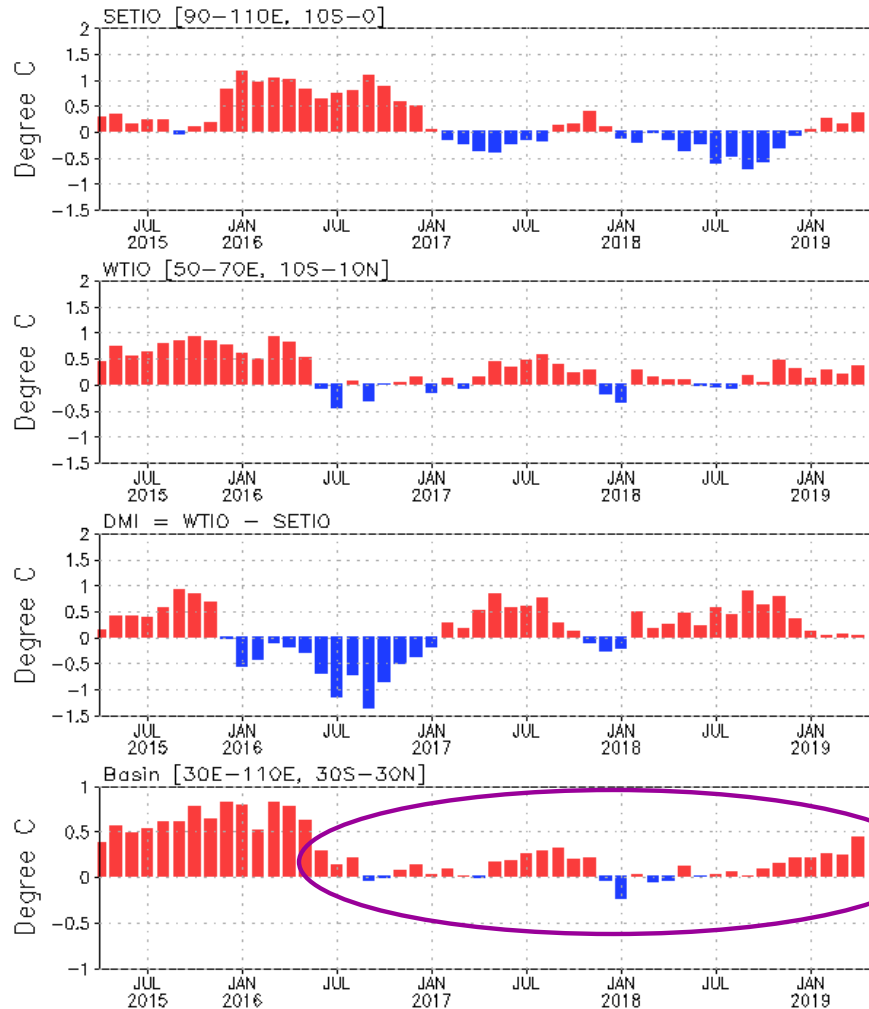 SETIO [90-110E, 10S-0]
Degree C
2
1.5
1
0.5
0
-0.5
-1
-1.5
JUL JAN JUL JAN JUL JAN JUL JAN
2015 2016 2017 2018 2019
WTIO [50-70E, 10S-10N]
Degree C
2
1.5
1
0.5
0
-0.5
-1
-1.5
JUL JAN JUL JAN JUL JAN JUL JAN
2015 2016 2017 2018 2019
DMI = WTIO - SETIO
Degree C
2
1.5
1
0.5
0
-0.5
-1
-1.5
JUL JAN JUL JAN JUL JAN JUL JAN
2015 2016 2017 2018 2019
Basin [30E-110E, 30S-30N]
Degree C
1
0.5
0
-0.5
-1
JUL JAN JUL JAN JUL JAN JUL JAN
2015 2016 2017 2018 2019